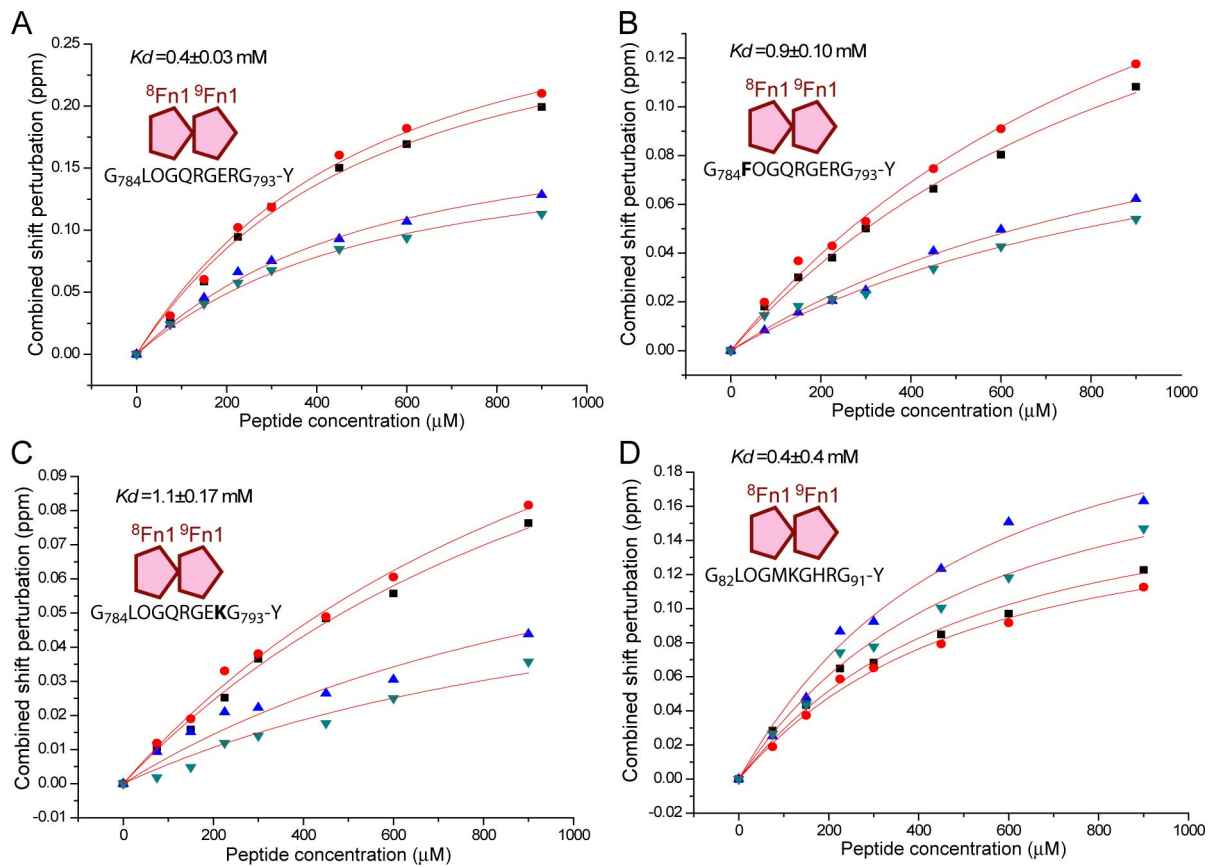 A
Kd =0.4±0.03 mM
⁸Fn1 ⁹Fn1
G₇₈₄LOGQRGERG₇₉₃-Y
Combined shift perturbation (ppm)
0.25
0.20
0.15
0.10
0.05
0.00
0 200 400 600 800 1000
Peptide concentration (μM)
B
Kd =0.9±0.10 mM
⁸Fn1 ⁹Fn1
G₇₈₄FOGQRGERG₇₉₃-Y
Combined shift perturbation (ppm)
0.12
0.10
0.08
0.06
0.04
0.02
0.00
0 200 400 600 800 1000
Peptide concentration (μM)
C
Kd =1.1±0.17 mM
⁸Fn1 ⁹Fn1
G₇₈₄LOGQRGEKG₇₉₃-Y
Combined shift perturbation (ppm)
0.09
0.08
0.07
0.06
0.05
0.04
0.03
0.02
0.01
0.00
-0.01
0 200 400 600 800 1000
Peptide concentration (μM)
D
Kd =0.4±0.4 mM
⁸Fn1 ⁹Fn1
G₈₂LOGMKGHRG₉₁-Y
Combined shift perturbation (ppm)
0.18
0.16
0.14
0.12
0.10
0.08
0.06
0.04
0.02
0.00
-0.02
0 200 400 600 800 1000
Peptide concentration (μM)